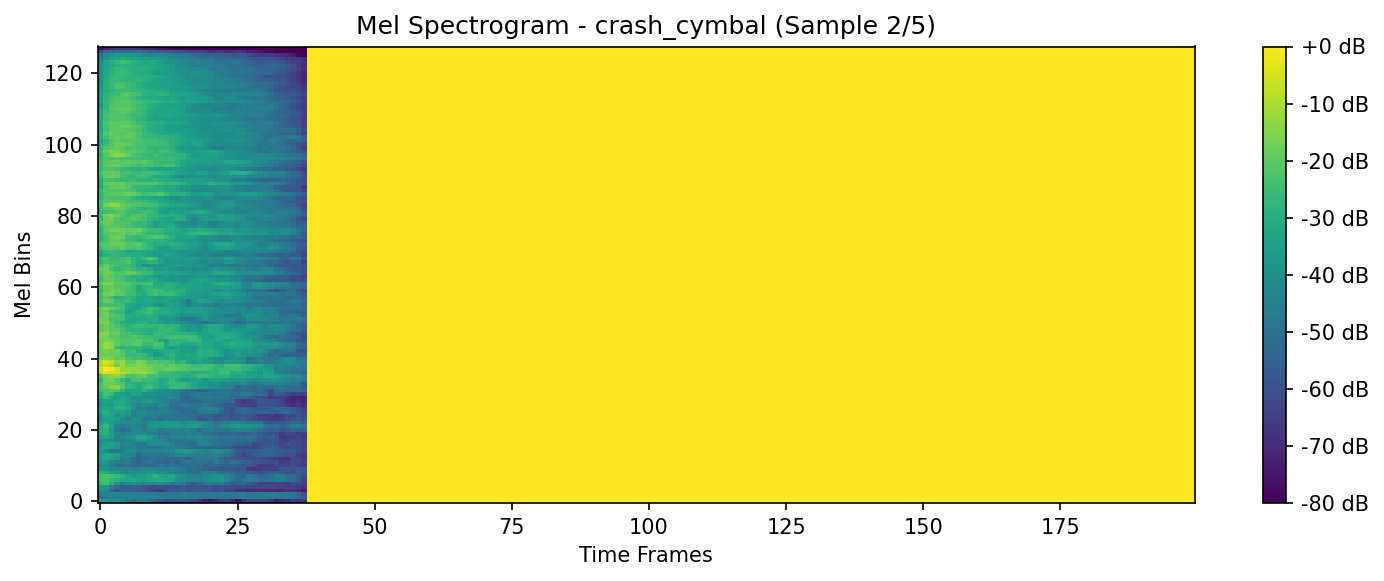 Mel Spectrogram - crash_cymbal (Sample 2/5)
Mel Bins
120
100
80
60
40
20
0
0 25 50 75 100 125 150 175
Time Frames
+0 dB
-10 dB
-20 dB
-30 dB
-40 dB
-50 dB
-60 dB
-70 dB
-80 dB